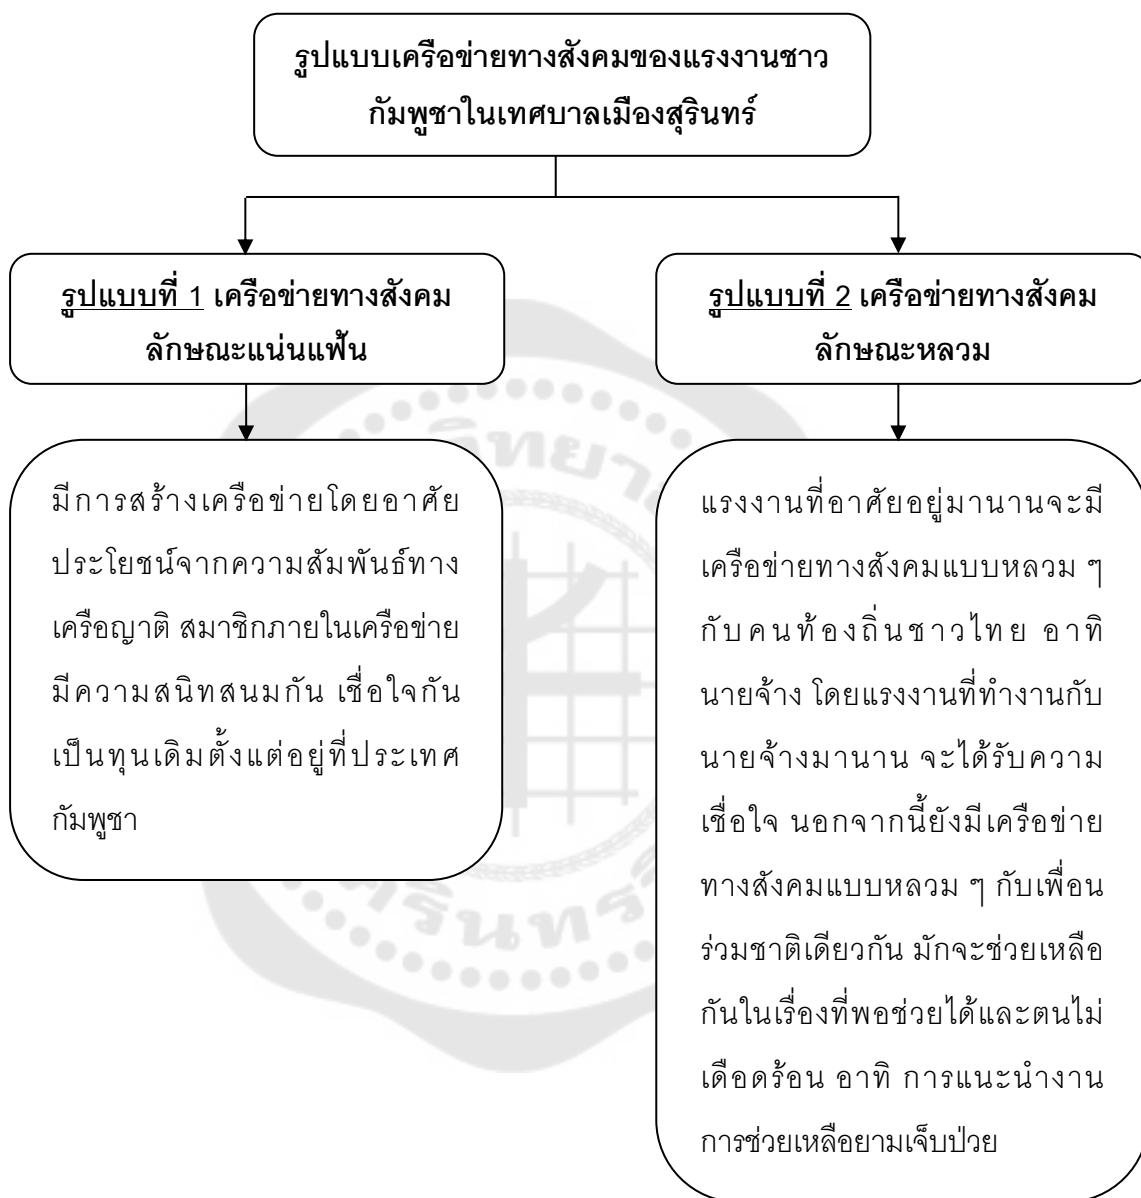 รูปแบบเครือข่ายทางสังคมของแรงงานชาว
กัมพูชาในเทศบาลเมืองสุรินทร์
รูปแบบที่ 1 เครือข่ายทางสังคม
ลักษณะแน่นแฟ้น
มีการสร้างเครือข่ายโดยอาศัย
ประโยชน์จากความสัมพันธ์ทาง
เครือญาติ สมาชิกภายในเครือข่าย
มีความสนิทสนมกัน เชื่อใจกัน
เป็นทุนเดิมตั้งแต่อยู่ที่ประเทศ
กัมพูชา
รูปแบบที่ 2 เครือข่ายทางสังคม
ลักษณะหลวม
แรงงานที่อาศัยอยู่มานานจะมี
เครือข่ายทางสังคมแบบหลวม ๆ
กับคนท้องถิ่นชาวไทย อาทิ
นายจ้าง โดยแรงงานที่ทำงานกับ
นายจ้างมานาน จะได้รับความ
เชื่อใจ นอกจากนี้ยังมีเครือข่าย
ทางสังคมแบบหลวม ๆ กับเพื่อน
ร่วมชาติเดียวกัน มักจะช่วยเหลือ
กันในเรื่องที่พอช่วยได้และตนไม่
เดือดร้อน อาทิ การแนะนำงาน
การช่วยเหลือยามเจ็บป่วย